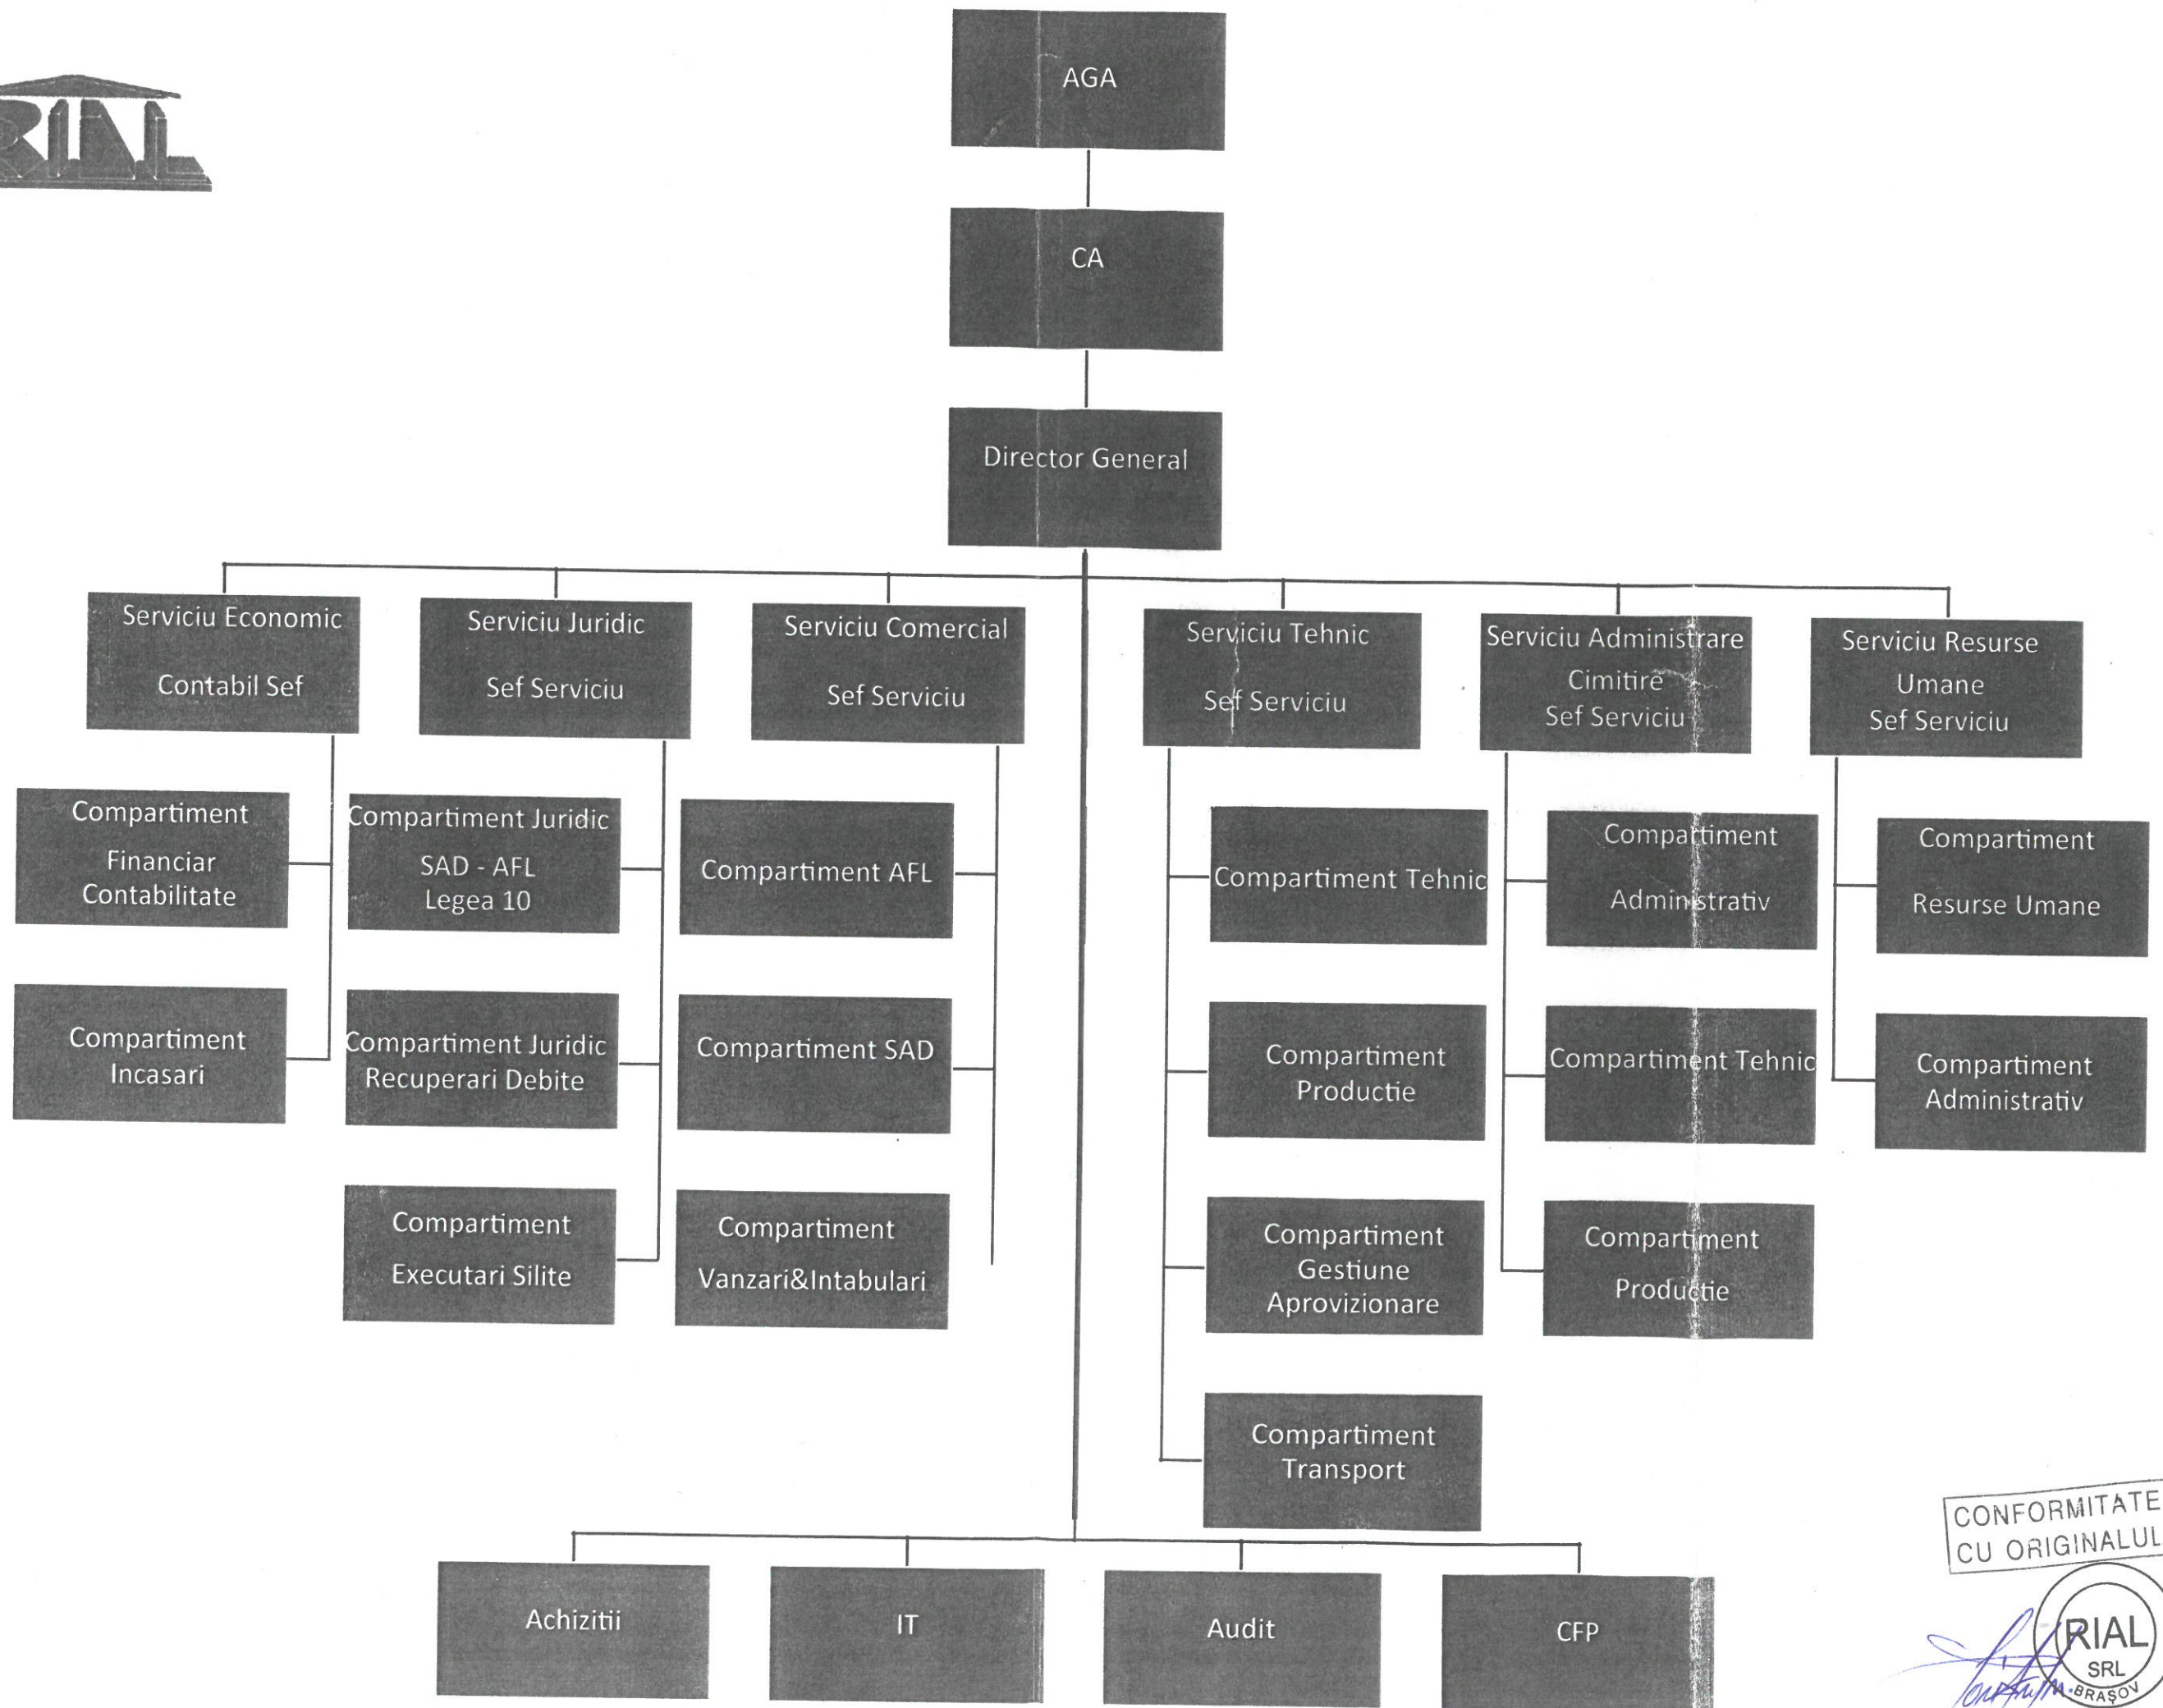 RIAL
AGA
CA
Director General
Serviciu Economic
Contabil Sef
Serviciu Juridic
Sef Serviciu
Serviciu Comercial
Sef Serviciu
Serviciu Tehnic
Sef Serviciu
Serviciu Administrare
Cimitire
Sef Serviciu
Serviciu Resurse
Umane
Sef Serviciu
Compartiment
Financiar
Contabilitate
Compartiment Juridic
SAD - AFL
Legea 10
Compartiment AFL
Compartiment Tehnic
Compartiment
Administrativ
Compartiment
Resurse Umane
Compartiment
Incasari
Compartiment Juridic
Recuperari Debite
Compartiment SAD
Compartiment
Productie
Compartiment Tehnic
Compartiment
Administrativ
Compartiment
Executari Silite
Compartiment
Vanzari&Intabulari
Compartiment
Gestiune
Aprovizionare
Compartiment
Productie
Compartiment
Transport
Achizitii
IT
Audit
CFP
CONFORMITATE
CU ORIGINALUL
RIAL
SRL
BRAȘOV